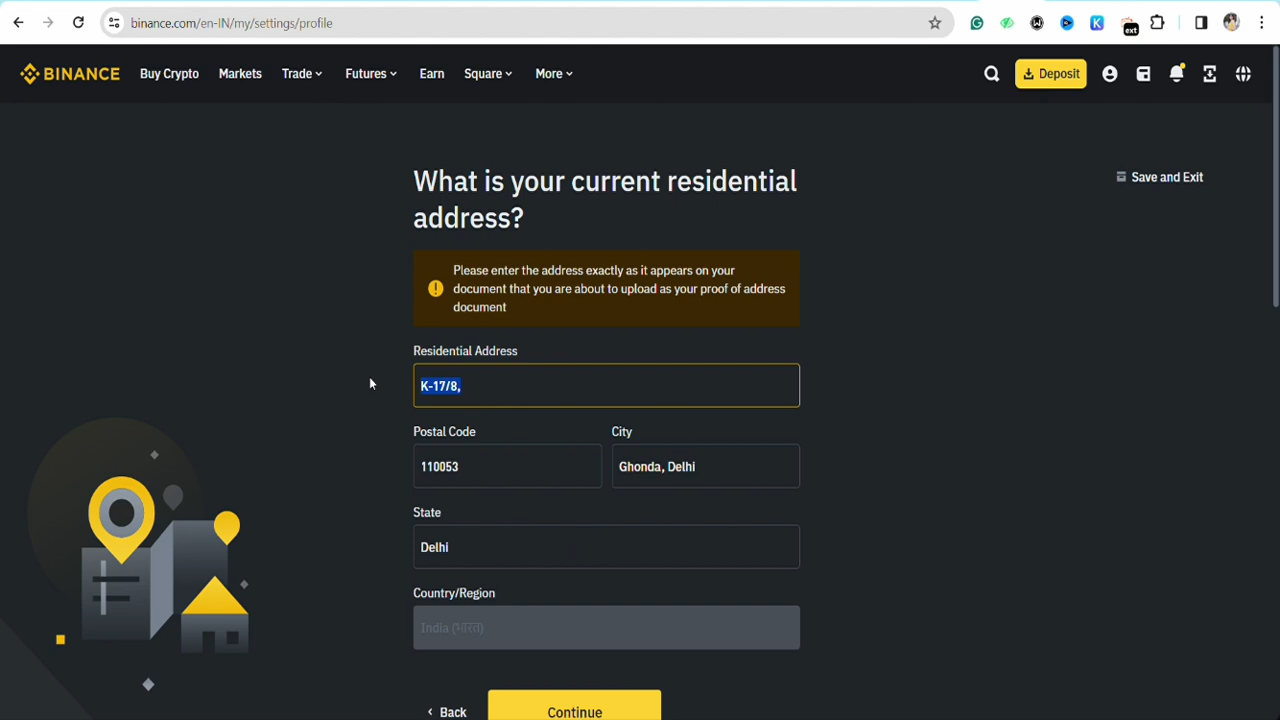 binance.com/en-IN/my/settings/profile
ext
BINANCE Buy Crypto Markets Trade Futures Earn Square More Deposit
Save and Exit
What is your current residential
address?
Please enter the address exactly as it appears on your
document that you are about to upload as your proof of address
document
Residential Address
K-17/8,
Postal Code City
110053 Ghonda, Delhi
State
Delhi
Country/Region
India (भारत)
Back Continue